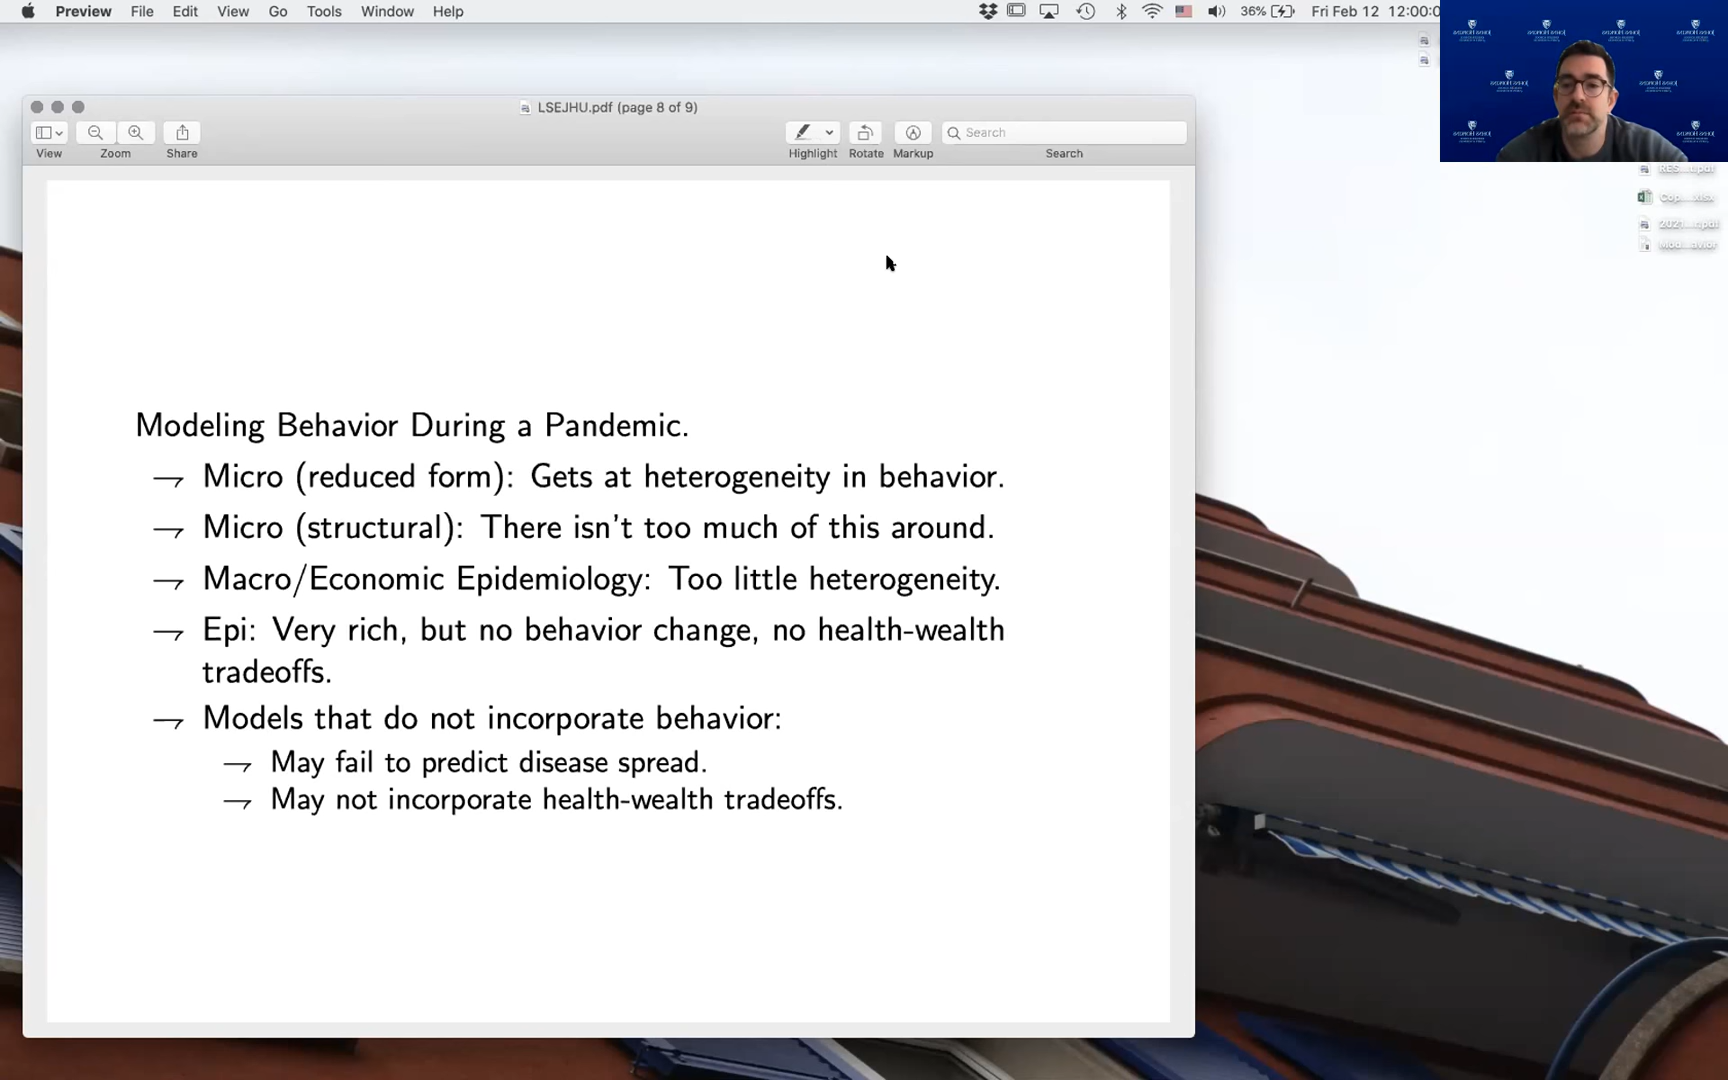 Preview File Edit View Go Tools Window Help 36% Fri Feb 12 12:00:0
LSEJHU.pdf (page 8 of 9)
Search
View Zoom Share Highlight Rotate Markup Search
Modeling Behavior During a Pandemic.
Micro (reduced form): Gets at heterogeneity in behavior.
Micro (structural): There isn't too much of this around.
Macro/Economic Epidemiology: Too little heterogeneity.
Epi: Very rich, but no behavior change, no health-wealth
tradeoffs.
Models that do not incorporate behavior:
May fail to predict disease spread.
May not incorporate health-wealth tradeoffs.